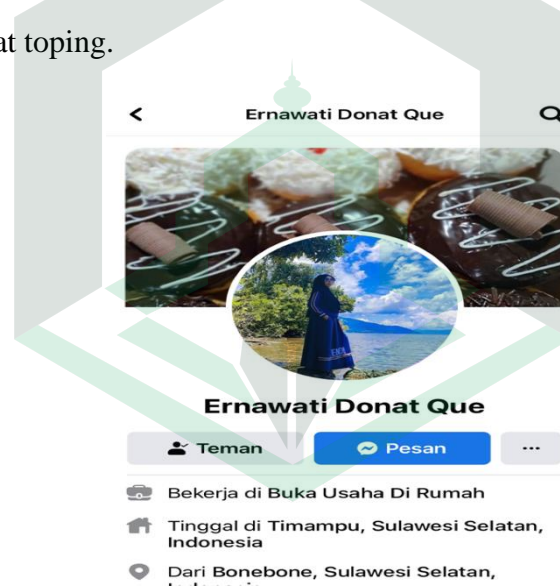 at toping.
Ernawati Donat Que
Ernawati Donat Que
Teman
Pesan
Bekerja di Buka Usaha Di Rumah
Tinggal di Timampu, Sulawesi Selatan,
Indonesia
Dari Bonebone, Sulawesi Selatan,
Indonesia